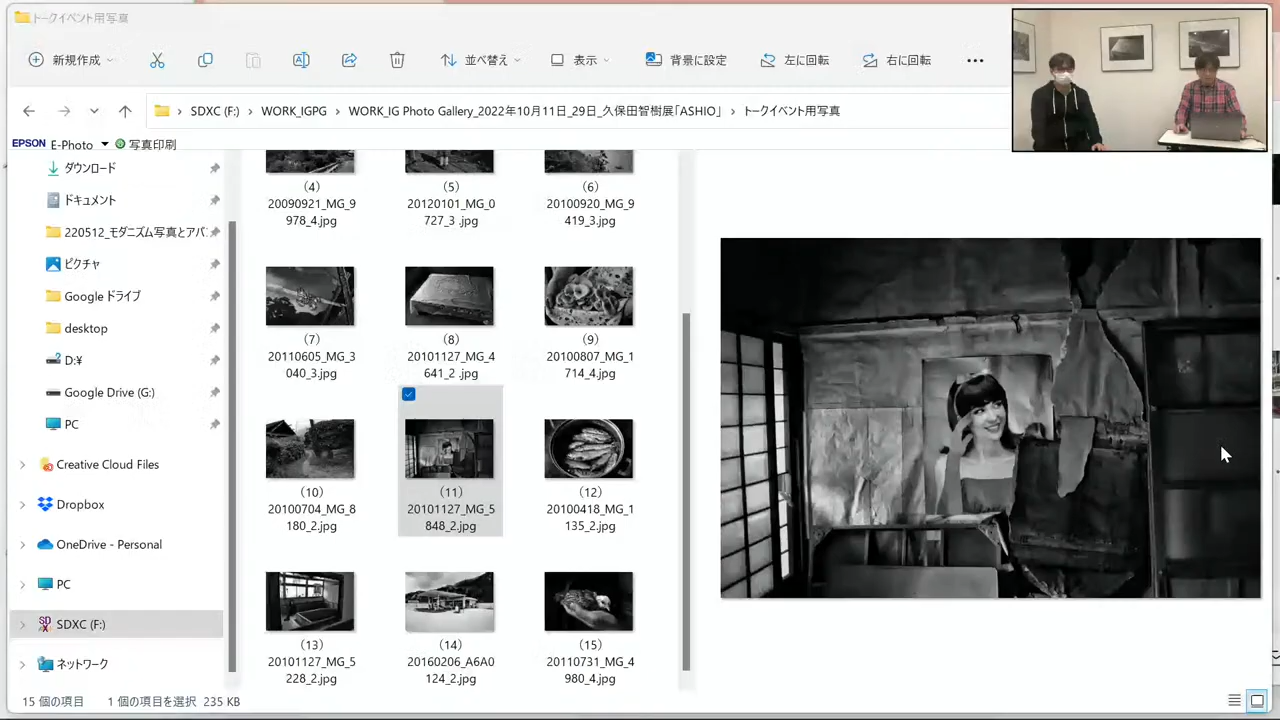 トークイベント用写真
新規作成
並べ替え
表示
背景に設定
左に回転
右に回転
SDXC (F:)
WORK_IGPG
WORK_IG Photo Gallery_2022年10月11日_29日_久保田智樹展「ASHIO」
トークイベント用写真
EPSON E-Photo
写真印刷
ダウンロード
ドキュメント
220512_モダニズム写真とアバ
ピクチャ
Google ドライブ
desktop
D:¥
Google Drive (G:)
PC
Creative Cloud Files
Dropbox
OneDrive - Personal
PC
SDXC (F:)
ネットワーク
（4）
20090921_MG_9
978_4.jpg
（5）
20120101_MG_0
727_3 .jpg
（6）
20100920_MG_9
419_3.jpg
（7）
20110605_MG_3
040_3.jpg
（8）
20101127_MG_4
641_2 .jpg
（9）
20100807_MG_1
714_4.jpg
（10）
20100704_MG_8
180_2.jpg
（11）
20101127_MG_5
848_2.jpg
（12）
20100418_MG_1
135_2.jpg
（13）
20101127_MG_5
228_2.jpg
（14）
20160206_A6A0
124_2.jpg
（15）
20110731_MG_4
980_4.jpg
15 個の項目
1 個の項目を選択 235 KB